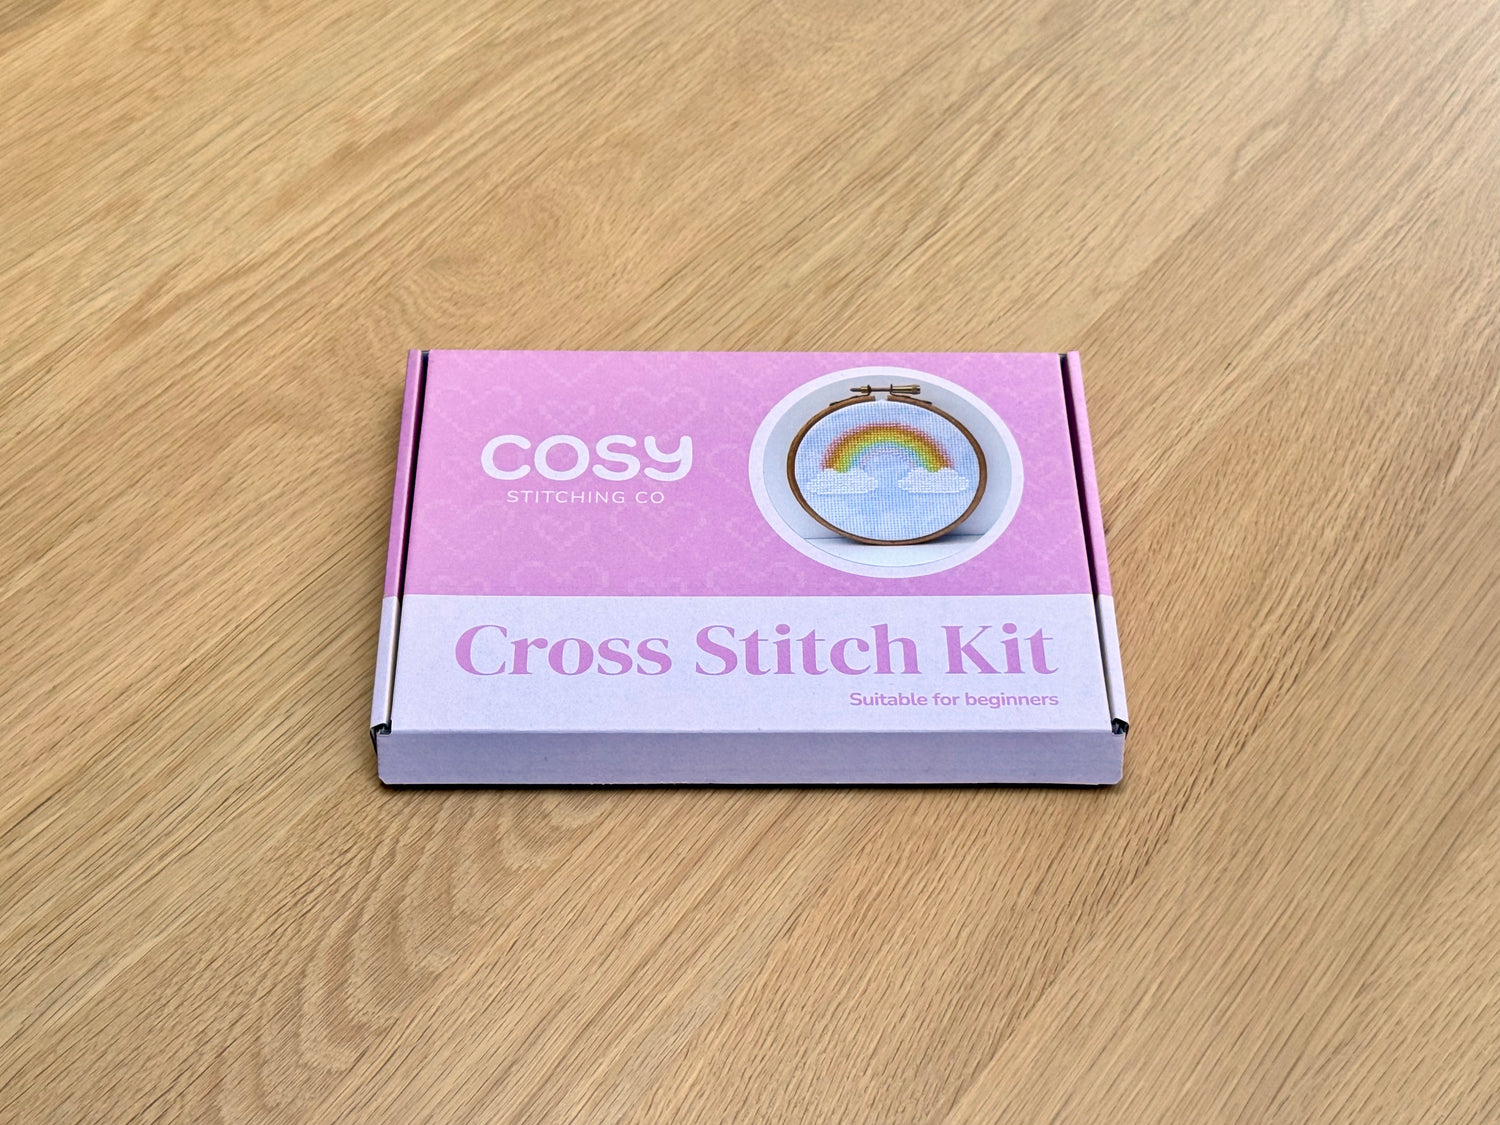 COSY
STITCHING CO
Cross Stitch Kit
Suitable for beginners